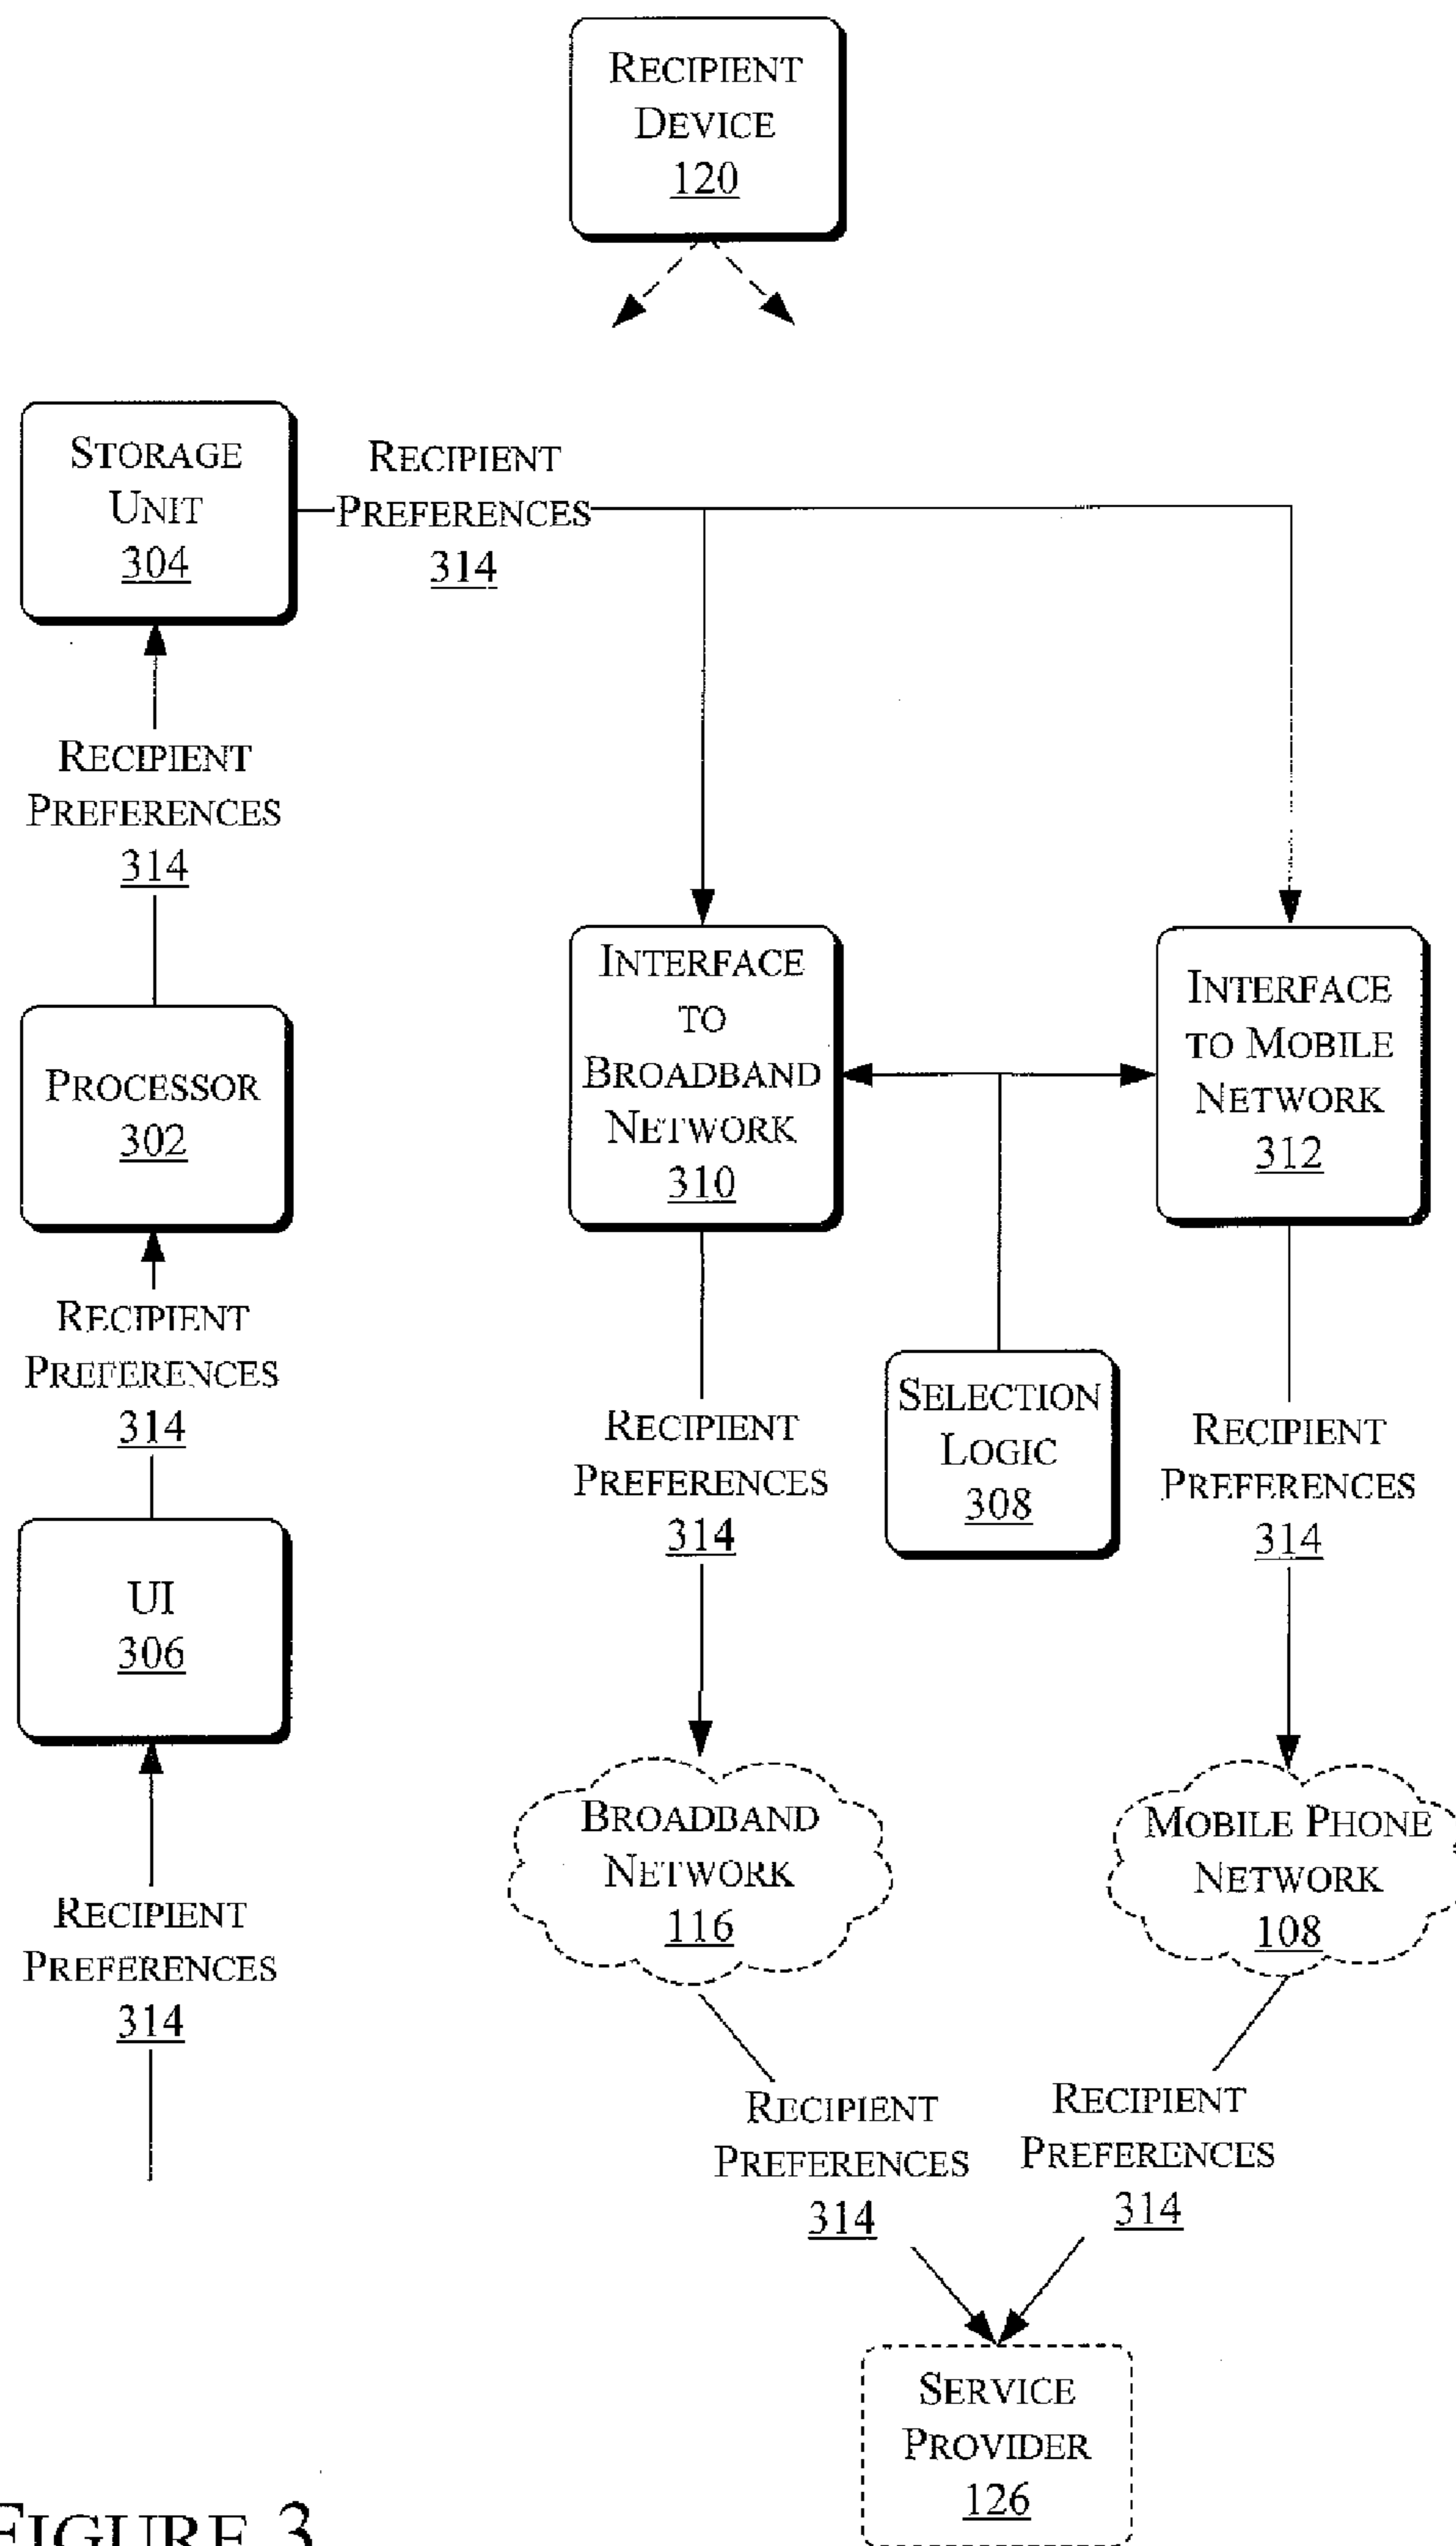 RECIPIENT
DEVICE
120
STORAGE
UNIT
304
RECIPIENT
PREFERENCES
314
RECIPIENT
PREFERENCES
314
PROCESSOR
302
RECIPIENT
PREFERENCES
314
UI
306
RECIPIENT
PREFERENCES
314
INTERFACE
TO
BROADBAND
NETWORK
310
INTERFACE
TO MOBILE
NETWORK
312
SELECTION
LOGIC
308
RECIPIENT
PREFERENCES
314
RECIPIENT
PREFERENCES
314
BROADBAND
NETWORK
116
MOBILE PHONE
NETWORK
108
RECIPIENT
PREFERENCES
314
RECIPIENT
PREFERENCES
314
SERVICE
PROVIDER
126
FIGURE 3